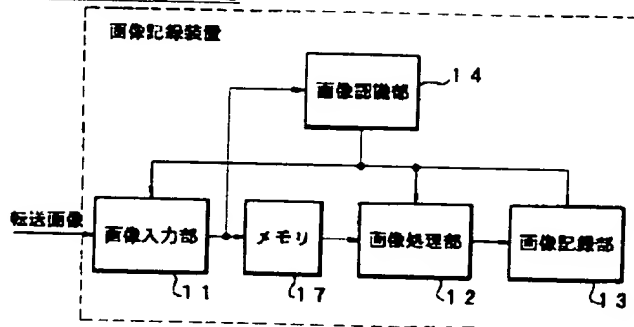 画像記録装置
画像認識部
14
転送画像
画像入力部
メモリ
画像処理部
画像記録部
11
17
12
13